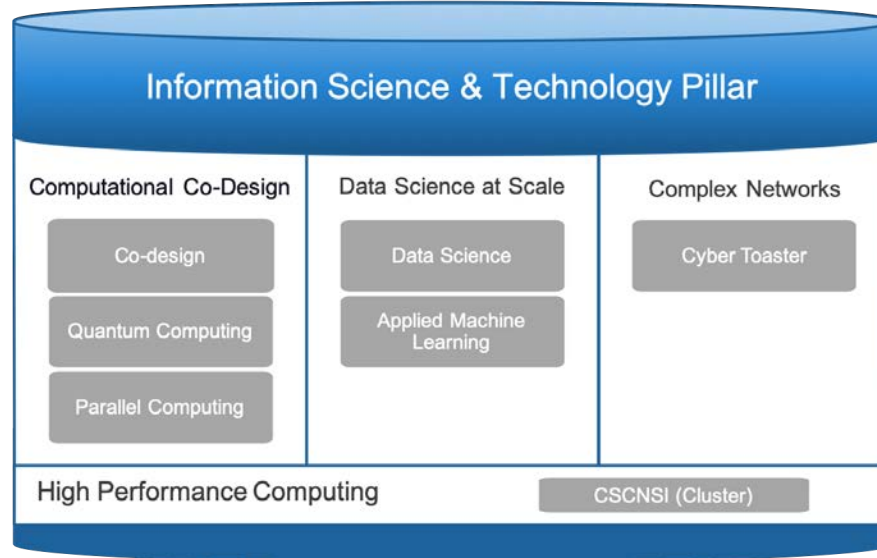 Information Science & Technology Pillar
Computational Co-Design
Co-design
Quantum Computing
Parallel Computing
Data Science at Scale
Data Science
Applied Machine
Learning
Complex Networks
Cyber Toaster
High Performance Computing
CSCNSI (Cluster)